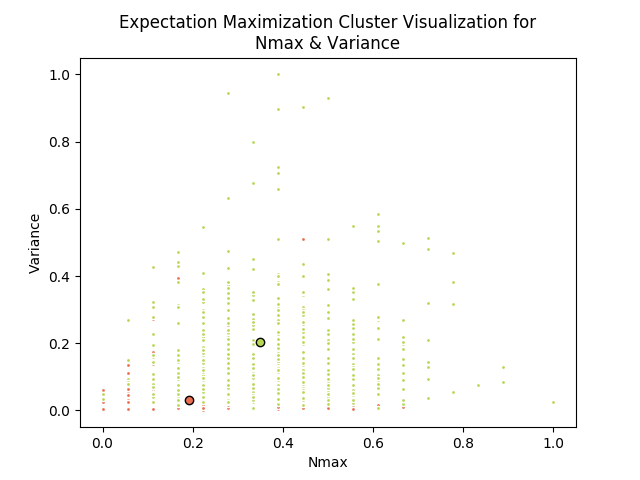 Expectation Maximization Cluster Visualization for
Nmax & Variance
1.0
0.8
0.6
0.4
0.2
0.0
Variance
0.0 0.2 0.4 0.6 0.8 1.0
Nmax